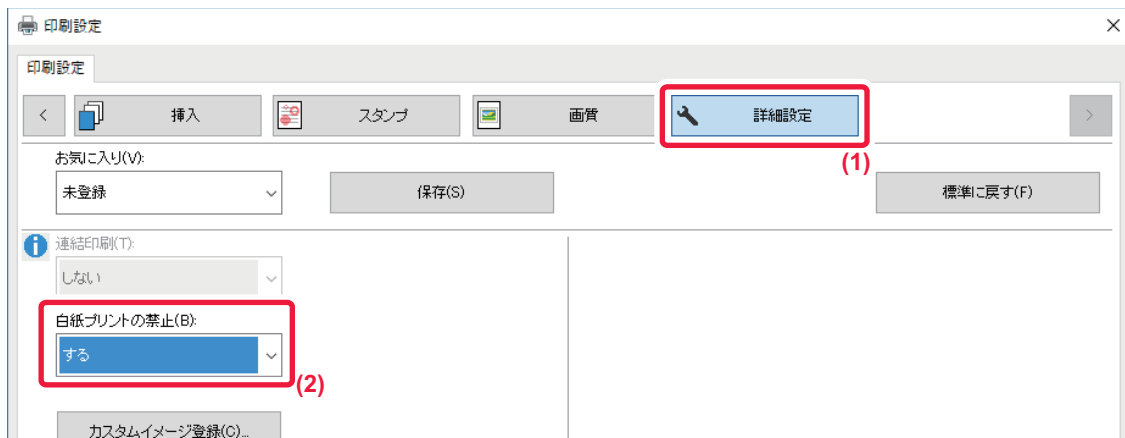 印刷設定
印刷設定
挿入
スタンプ
画質
詳細設定
(1)
お気に入り(V):
未登録
保存(S)
標準に戻す(F)
連結印刷(T):
しない
白紙プリントの禁止(B):
する
(2)
カスタムイメージ登録(C)...